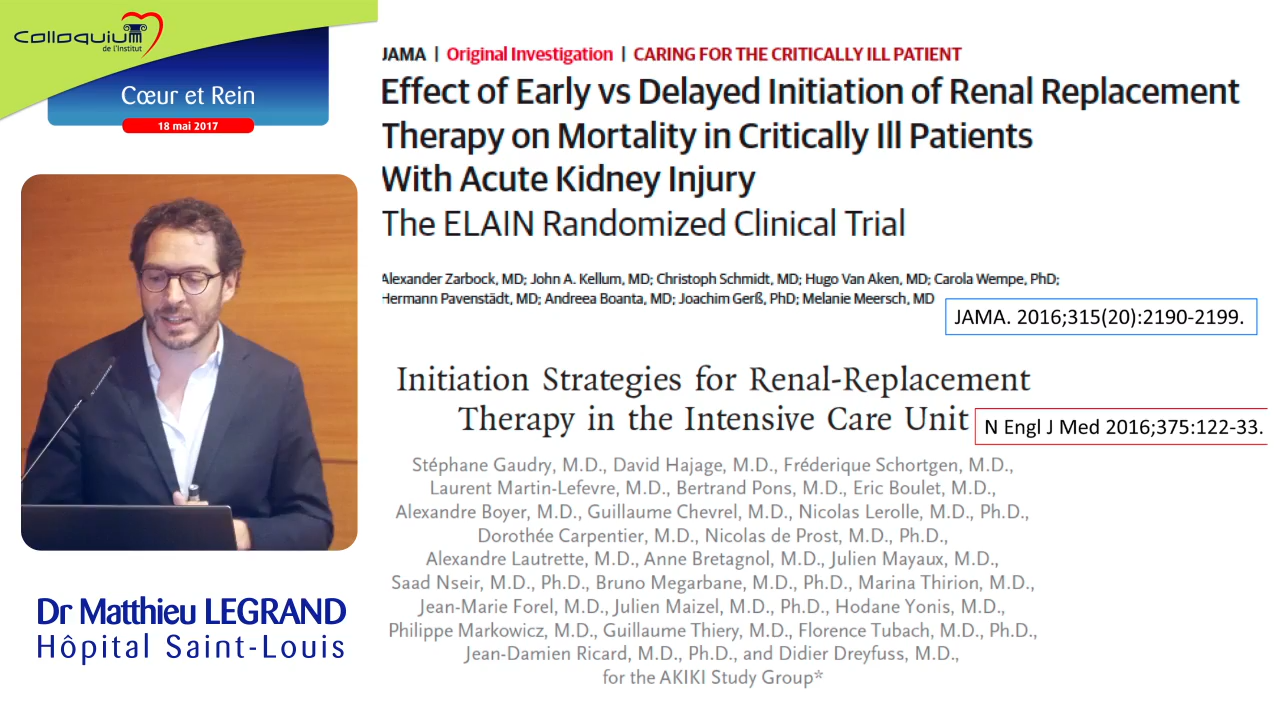 Colloquium
de l'Institut
Cœur et Rein
18 mai 2017
Dr Matthieu LEGRAND
Hôpital Saint-Louis
JAMA | Original Investigation | CARING FOR THE CRITICALLY ILL PATIENT
Effect of Early vs Delayed Initiation of Renal Replacement
Therapy on Mortality in Critically Ill Patients
With Acute Kidney Injury
The ELAIN Randomized Clinical Trial
Alexander Zarbock, MD; John A. Kellum, MD; Christoph Schmidt, MD; Hugo Van Aken, MD; Carola Wempe, PhD;
Hermann Pavenstädt, MD; Andreea Boanta, MD; Joachim Gerß, PhD; Melanie Meersch, MD
JAMA. 2016;315(20):2190-2199.
Initiation Strategies for Renal-Replacement
Therapy in the Intensive Care Unit
N Engl J Med 2016;375:122-33.
Stéphane Gaudry, M.D., David Hajage, M.D., Fréderique Schortgen, M.D.,
Laurent Martin-Lefevre, M.D., Bertrand Pons, M.D., Eric Boulet, M.D.,
Alexandre Boyer, M.D., Guillaume Chevrel, M.D., Nicolas Lerolle, M.D., Ph.D.,
Dorothée Carpentier, M.D., Nicolas de Prost, M.D., Ph.D.,
Alexandre Lautrette, M.D., Anne Bretagnol, M.D., Julien Mayaux, M.D.,
Saad Nseir, M.D., Ph.D., Bruno Megarbane, M.D., Ph.D., Marina Thirion, M.D.,
Jean-Marie Forel, M.D., Julien Maizel, M.D., Ph.D., Hodane Yonis, M.D.,
Philippe Markowicz, M.D., Guillaume Thiery, M.D., Florence Tubach, M.D., Ph.D.,
Jean-Damien Ricard, M.D., Ph.D., and Didier Dreyfuss, M.D.,
for the AKIKI Study Group*